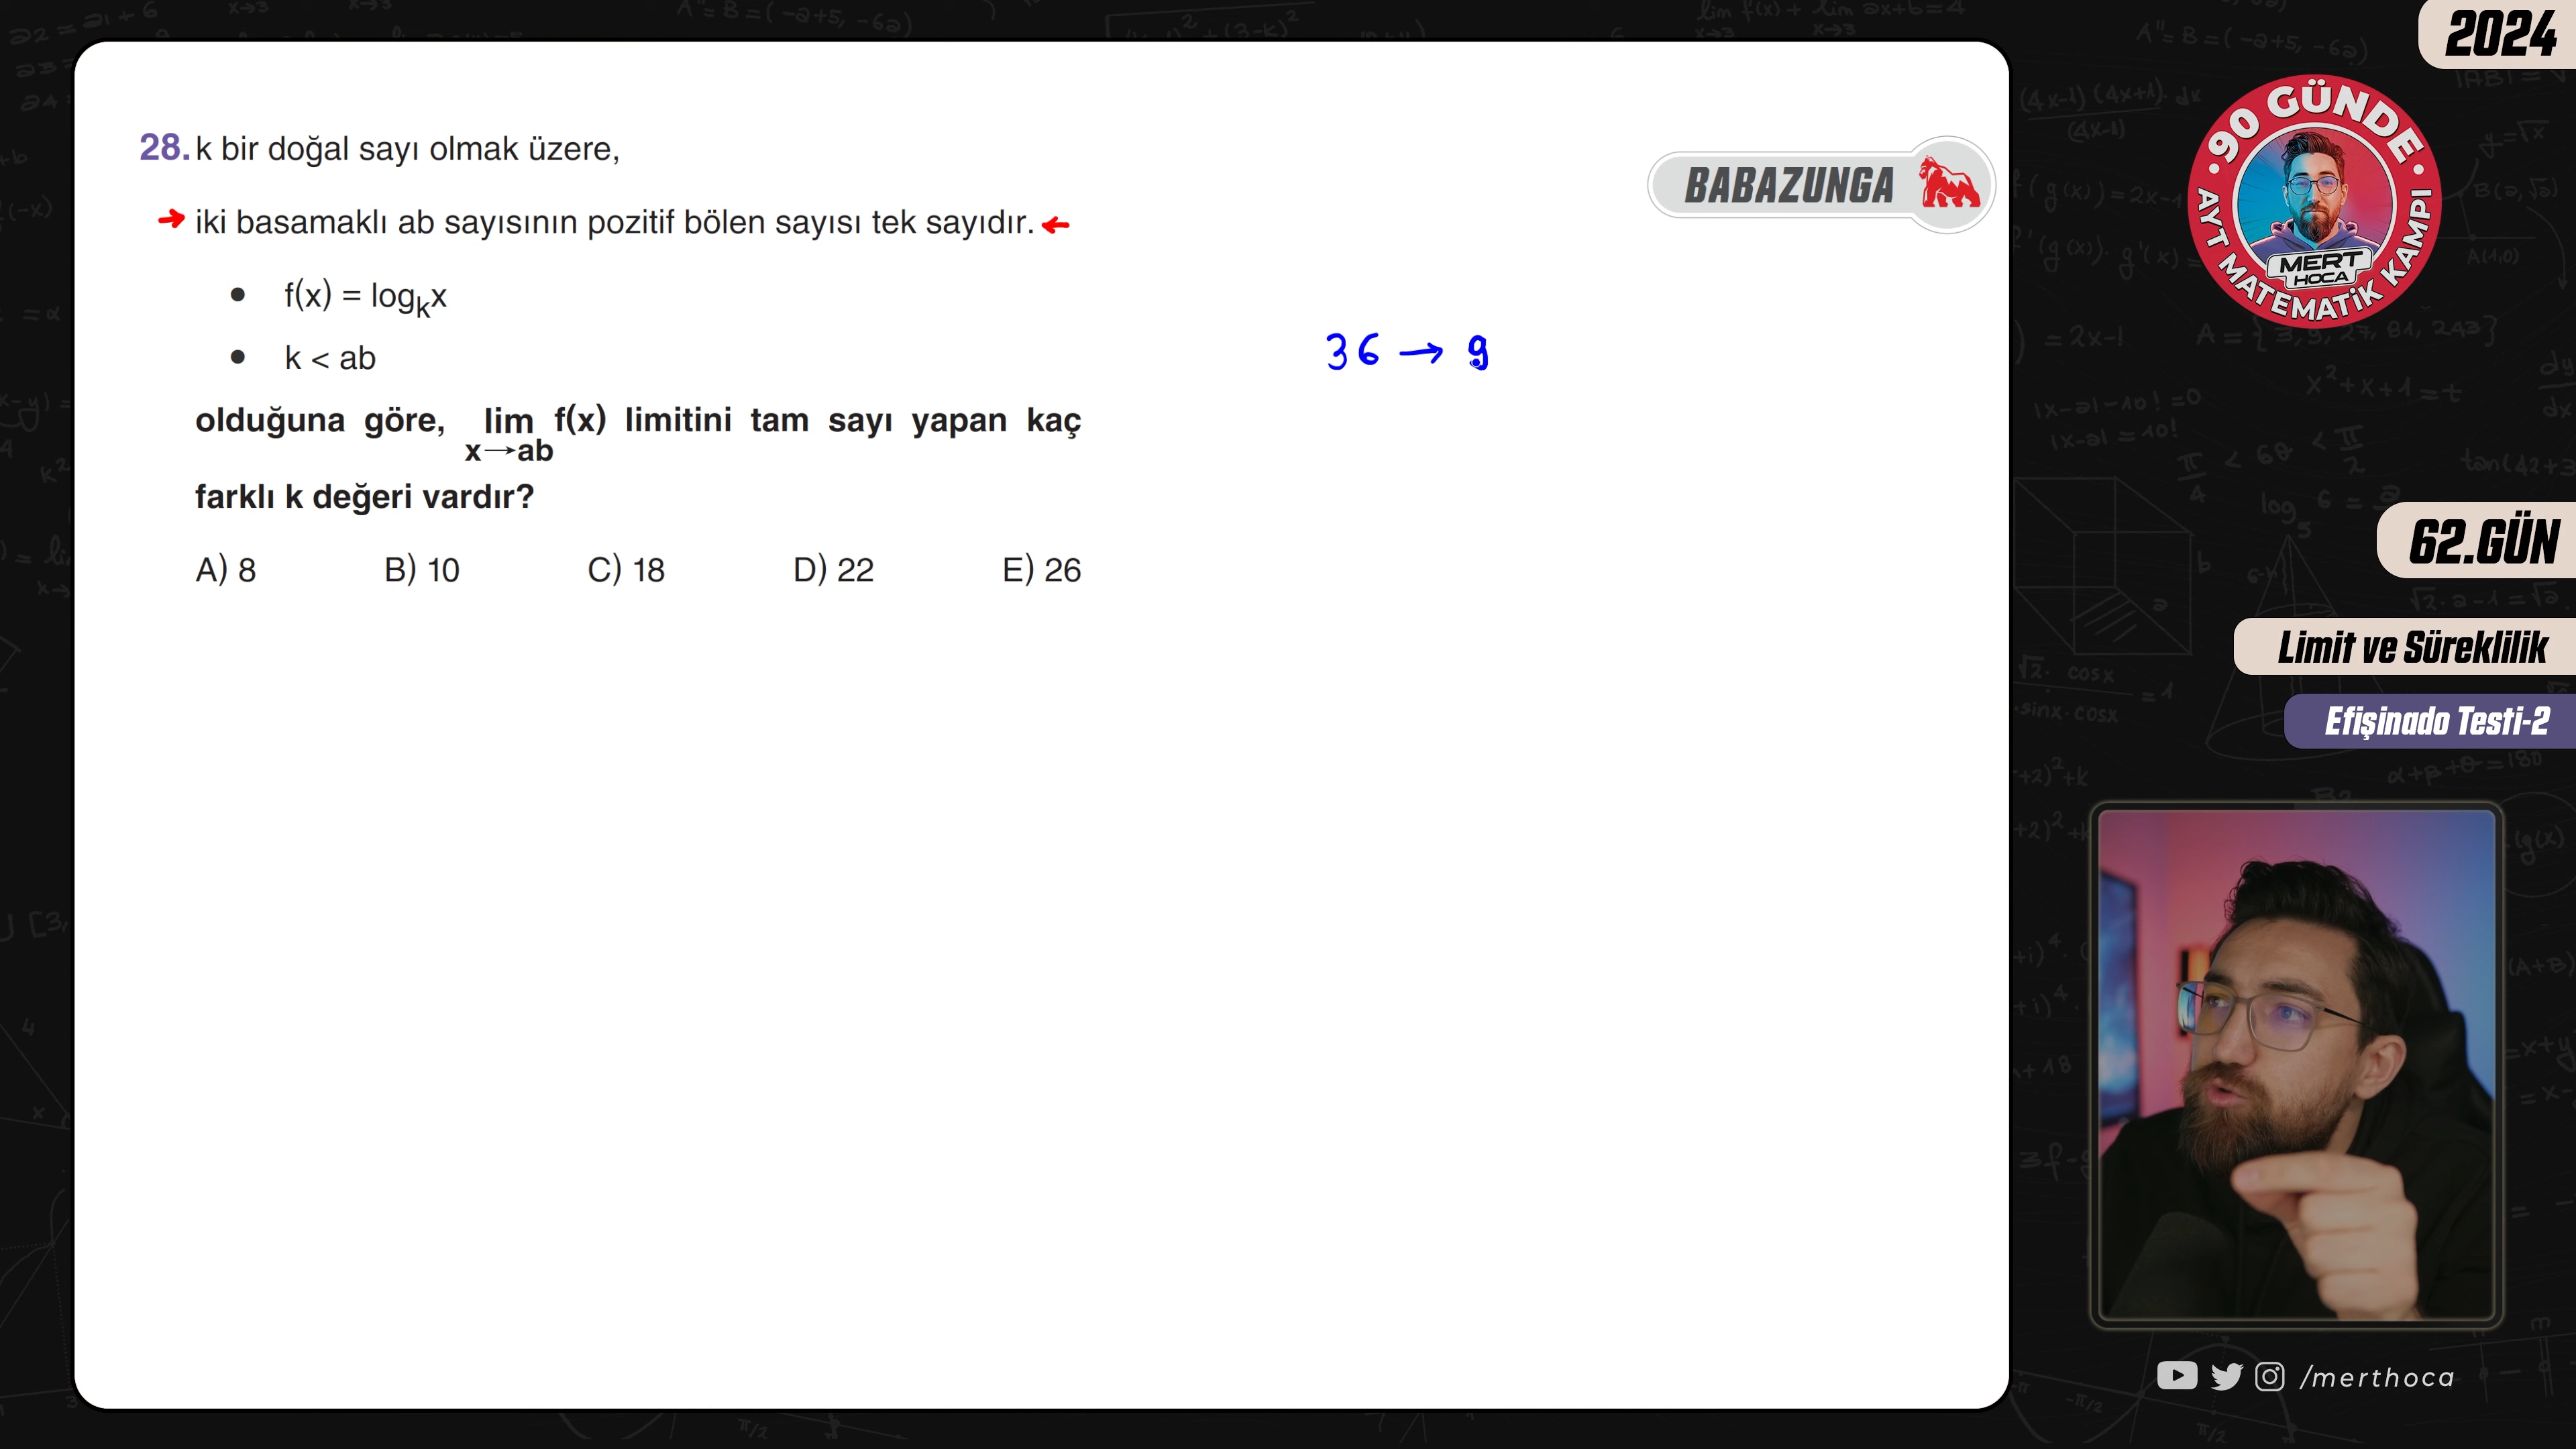 2024
90 GÜNDE
AYT MATEMATİK KAMPI
MERT
HOCA
BABAZUNGA
28. k bir doğal sayı olmak üzere,
→ iki basamaklı ab sayısının pozitif bölen sayısı tek sayıdır. ←
• f(x) = log_k x
• k < ab
36 → 9
olduğuna göre, lim f(x) limitini tam sayı yapan kaç
x→ab
farklı k değeri vardır?
A) 8 B) 10 C) 18 D) 22 E) 26
62.GÜN
Limit ve Süreklilik
Efişinado Testi-2
/merthoca